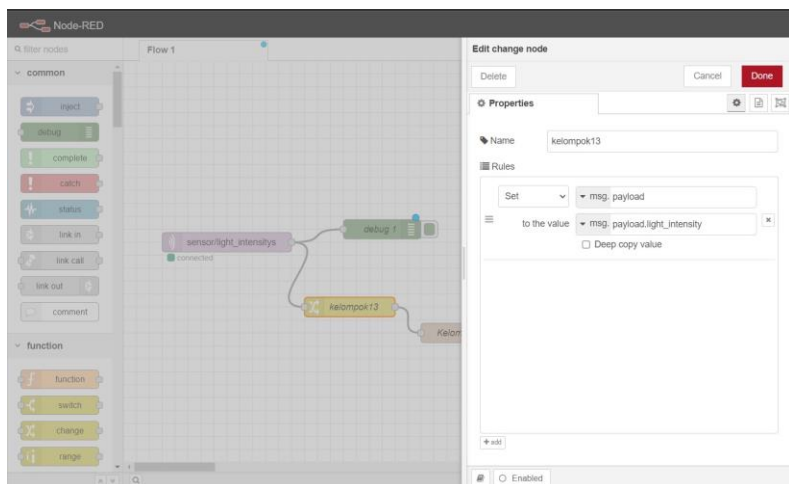 Node-RED
filter nodes
Flow 1
Edit change node
Delete
Cancel
Done
Properties
Name
kelompok13
Rules
Set
msg. payload
to the value
msg. payload.light_intensity
Deep copy value
+ add
Enabled
common
inject
debug
complete
catch
status
link in
link call
link out
comment
function
function
switch
change
range
sensor/light_intensitys
connected
debug 1
kelompok13
Kelom